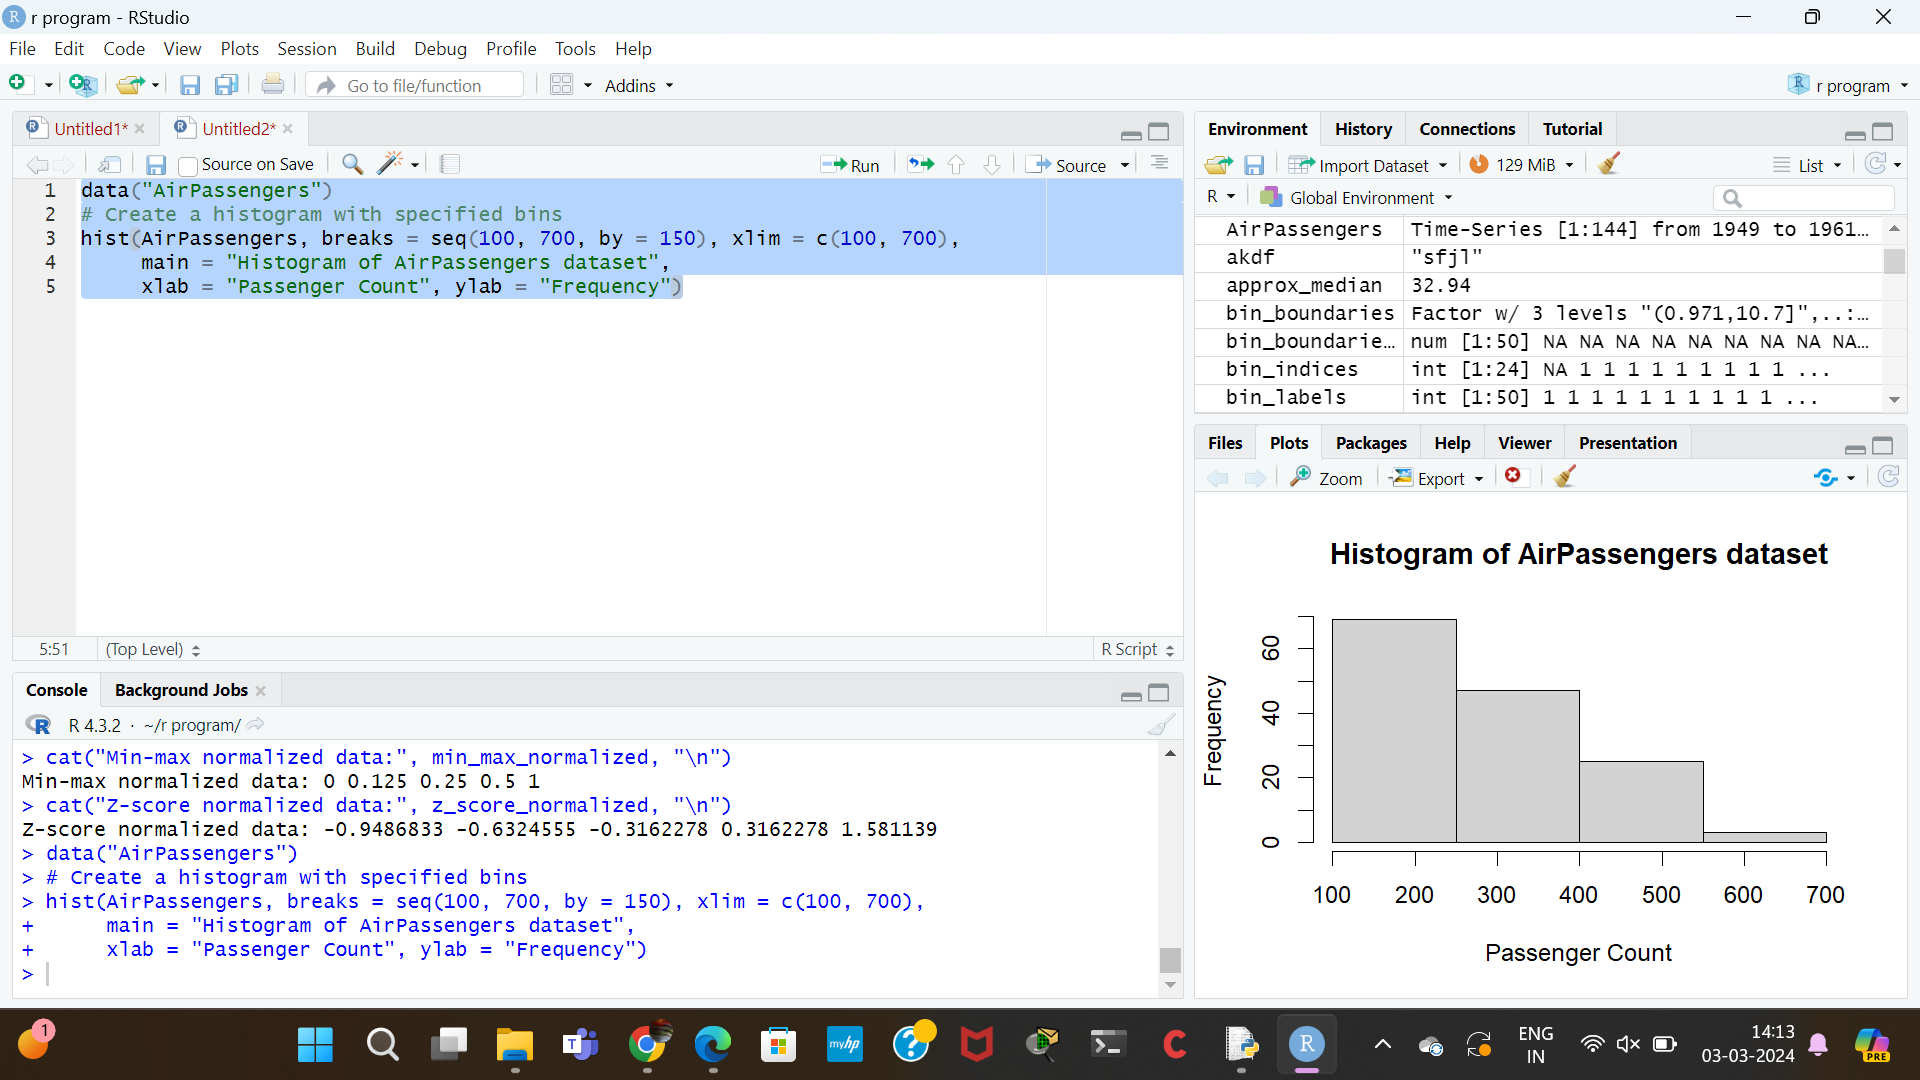 r program - RStudio
File Edit Code View Plots Session Build Debug Profile Tools Help
Go to file/function Addins r program
Untitled1* Untitled2*
Source on Save Run Source
1 data("AirPassengers")
2 # Create a histogram with specified bins
3 hist(AirPassengers, breaks = seq(100, 700, by = 150), xlim = c(100, 700),
4 main = "Histogram of AirPassengers dataset",
5 xlab = "Passenger Count", ylab = "Frequency")
5:51 (Top Level) R Script
Console Background Jobs
R 4.3.2 · ~/r program/
> cat("Min-max normalized data:", min_max_normalized, "\n")
Min-max normalized data: 0 0.125 0.25 0.5 1
> cat("Z-score normalized data:", z_score_normalized, "\n")
Z-score normalized data: -0.9486833 -0.6324555 -0.3162278 0.3162278 1.581139
> data("AirPassengers")
> # Create a histogram with specified bins
> hist(AirPassengers, breaks = seq(100, 700, by = 150), xlim = c(100, 700),
+ main = "Histogram of AirPassengers dataset",
+ xlab = "Passenger Count", ylab = "Frequency")
>
Environment History Connections Tutorial
Import Dataset 129 MiB List
R Global Environment
AirPassengers Time-Series [1:144] from 1949 to 1961…
akdf "sfjl"
approx_median 32.94
bin_boundaries Factor w/ 3 levels "(0.971,10.7]",..:…
bin_boundarie… num [1:50] NA NA NA NA NA NA NA NA NA…
bin_indices int [1:24] NA 1 1 1 1 1 1 1 1 1 ...
bin_labels int [1:50] 1 1 1 1 1 1 1 1 1 1 ...
Files Plots Packages Help Viewer Presentation
Zoom Export
Histogram of AirPassengers dataset
Frequency
60
40
20
0
100 200 300 400 500 600 700
Passenger Count
1
myhp
ENG
IN
14:13
03-03-2024
PRE